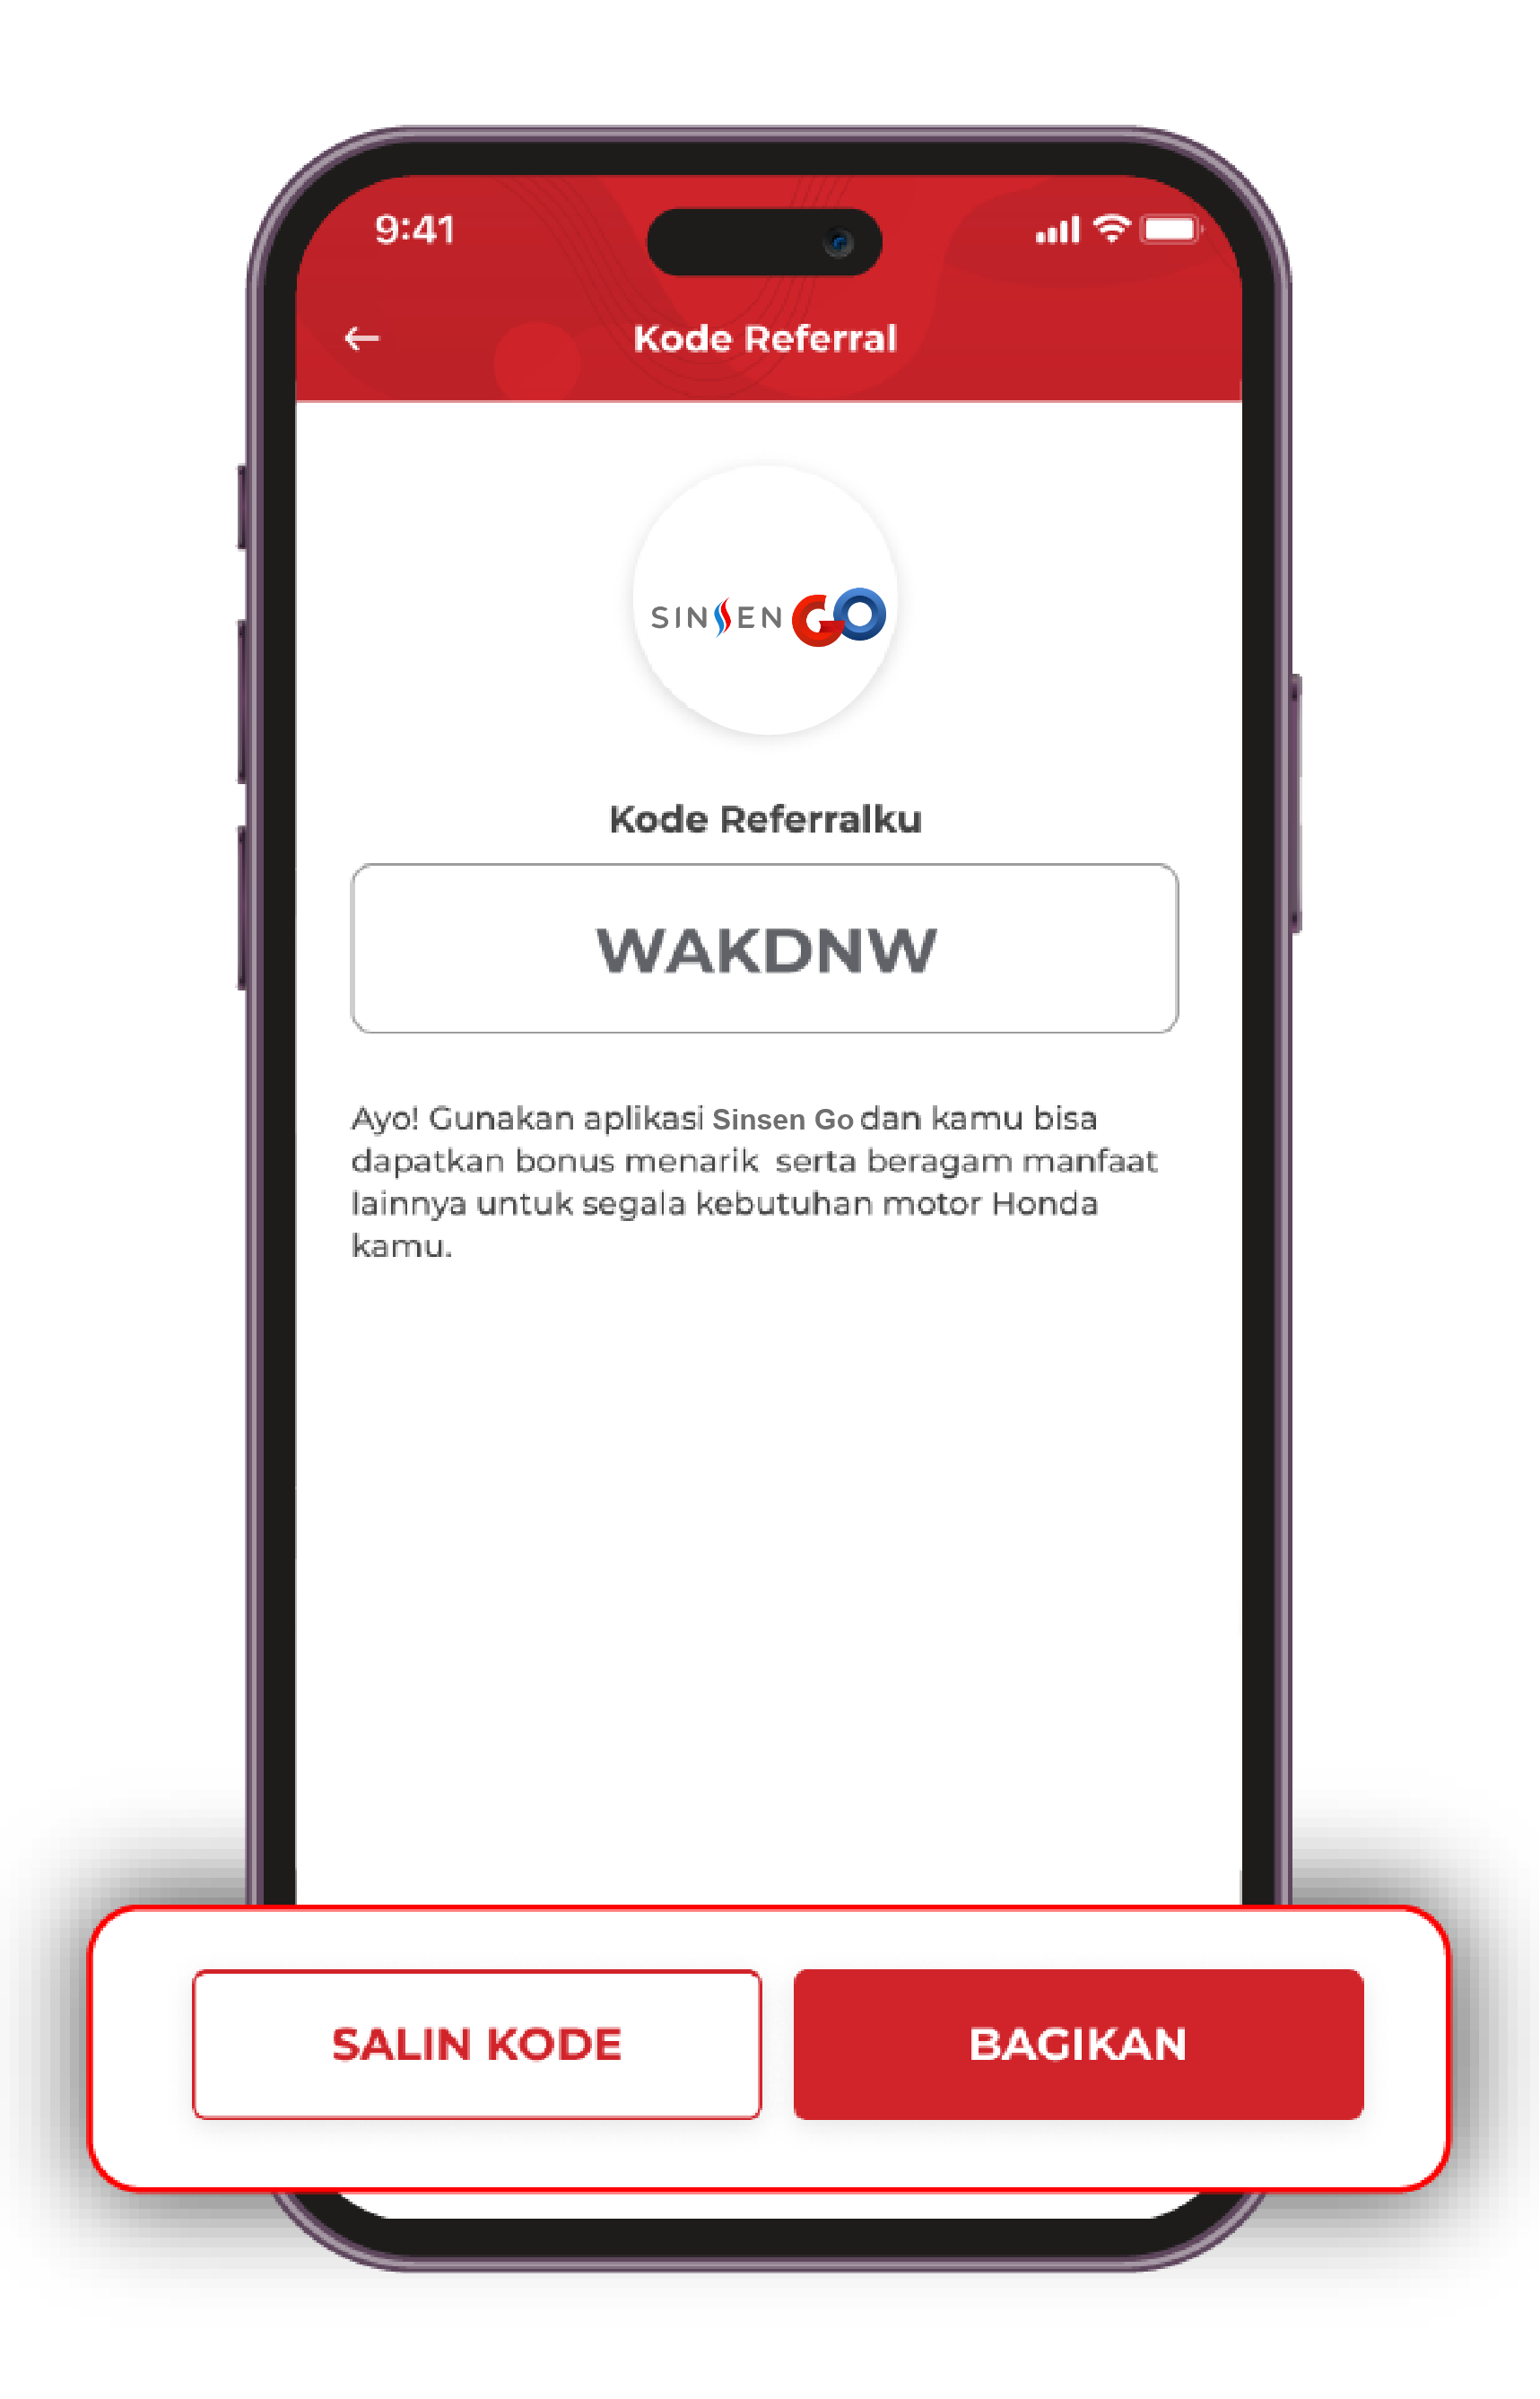 9:41
Kode Referral
SINSEN GO
Kode Referralku
WAKDNW
Ayo! Gunakan aplikasi Sinsen Go dan kamu bisa
dapatkan bonus menarik serta beragam manfaat
lainnya untuk segala kebutuhan motor Honda
kamu.
SALIN KODE
BAGIKAN